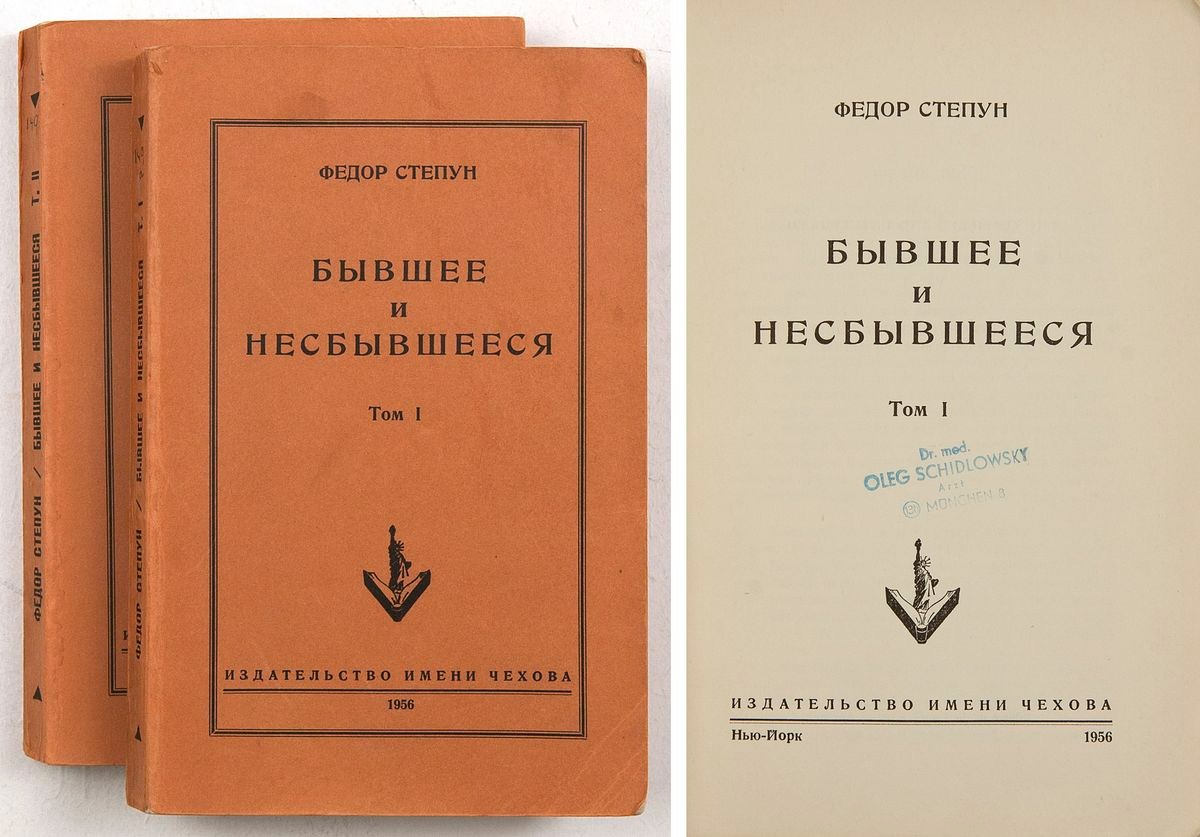 ФЕДОР СТЕПУН / БЫВШЕЕ И НЕСБЫВШЕЕСЯ Т. II
ФЕДОР СТЕПУН / БЫВШЕЕ И НЕСБЫВШЕЕСЯ Т. I
ФЕДОР СТЕПУН
БЫВШЕЕ
И
НЕСБЫВШЕЕСЯ
Том I
ИЗДАТЕЛЬСТВО ИМЕНИ ЧЕХОВА
1956
ФЕДОР СТЕПУН
БЫВШЕЕ
И
НЕСБЫВШЕЕСЯ
Том I
Dr. med.
OLEG SCHIDLOWSKY
Arzt
MÜNCHEN 8
ИЗДАТЕЛЬСТВО ИМЕНИ ЧЕХОВА
Нью-Йорк 1956